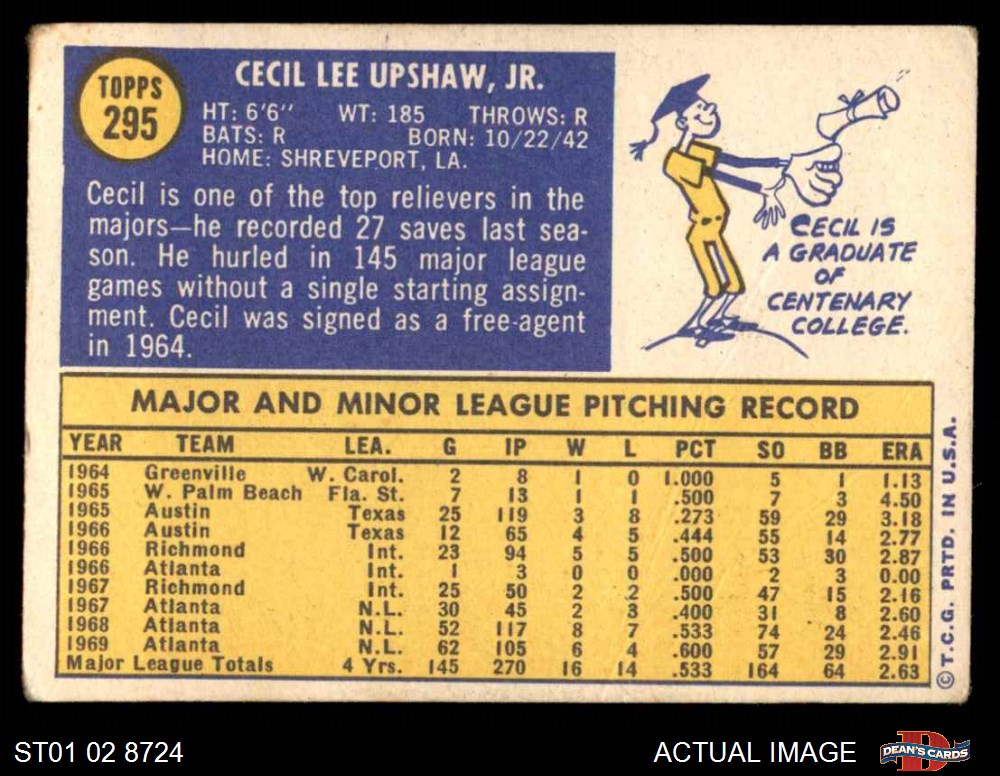 TOPPS
295
CECIL LEE UPSHAW, JR.
HT: 6'6" WT: 185 THROWS: R
BATS: R BORN: 10/22/42
HOME: SHREVEPORT, LA.
Cecil is one of the top relievers in the
majors—he recorded 27 saves last sea-
son. He hurled in 145 major league
games without a single starting assign-
ment. Cecil was signed as a free-agent
in 1964.
CECIL IS
A GRADUATE
OF
CENTENARY
COLLEGE.
MAJOR AND MINOR LEAGUE PITCHING RECORD
YEAR TEAM LEA. G IP W L PCT SO BB ERA
1964 Greenville W. Carol. 2 8 1 0 1.000 5 1 1.13
1965 W. Palm Beach Fla. St. 7 13 1 1 .500 7 3 4.50
1965 Austin Texas 25 119 3 8 .273 59 29 3.18
1966 Austin Texas 12 65 4 5 .444 55 14 2.77
1966 Richmond Int. 23 94 5 5 .500 53 30 2.87
1966 Atlanta Int. 1 3 0 0 .000 2 3 0.00
1967 Richmond Int. 25 50 2 2 .500 47 15 2.16
1967 Atlanta N.L. 30 45 2 3 .400 31 8 2.60
1968 Atlanta N.L. 52 117 8 7 .533 74 24 2.46
1969 Atlanta N.L. 62 105 6 4 .600 57 29 2.91
Major League Totals 4 Yrs. 145 270 16 14 .533 164 64 2.63
©T.C.G. PRTD. IN U.S.A.
ST01 02 8724
ACTUAL IMAGE
D
DEAN'S CARDS